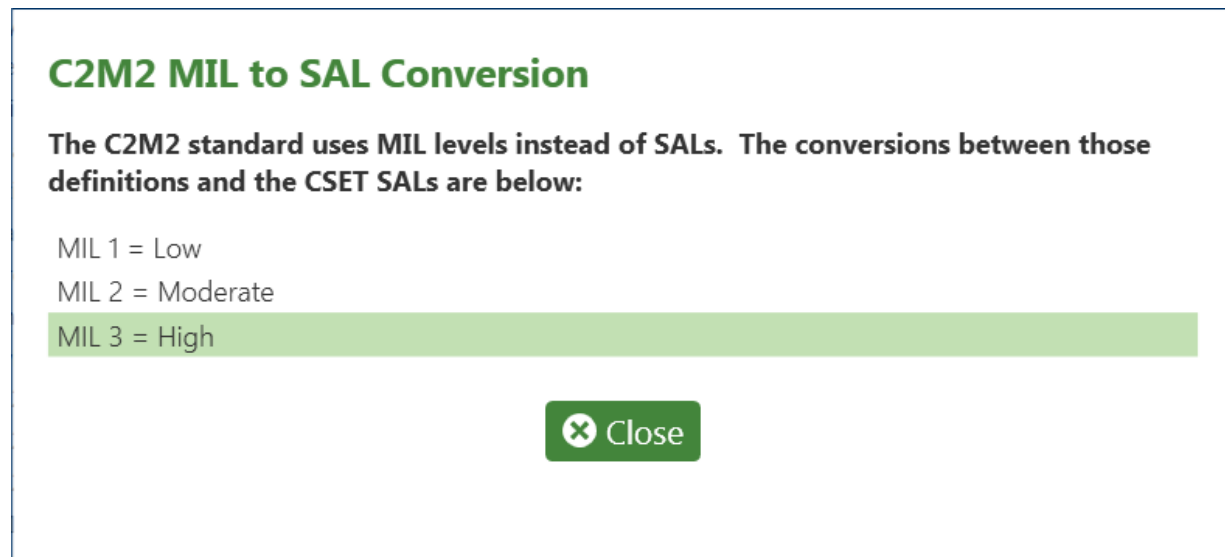 C2M2 MIL to SAL Conversion
The C2M2 standard uses MIL levels instead of SALs.  The conversions between those
definitions and the CSET SALs are below:
MIL 1 = Low
MIL 2 = Moderate
MIL 3 = High
Close